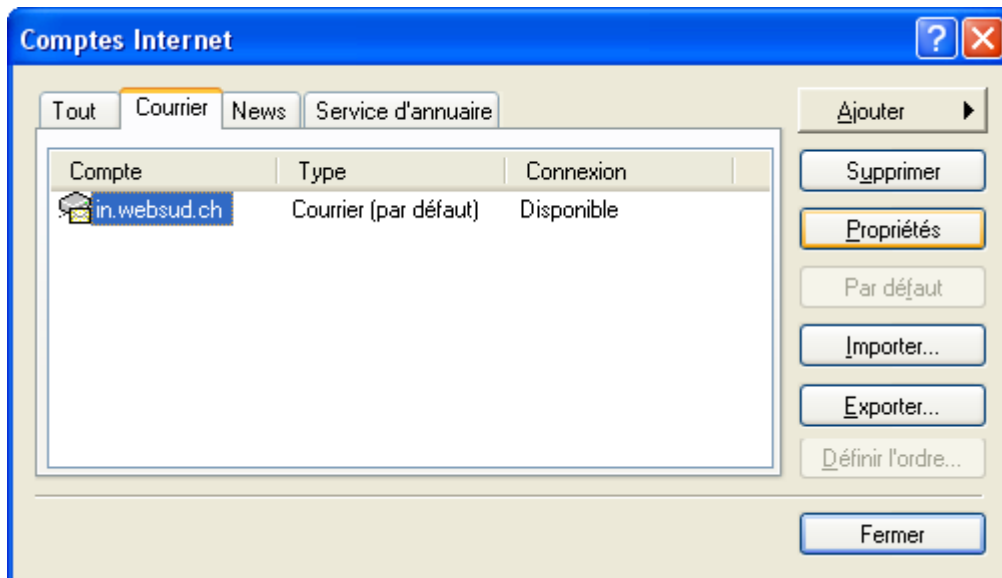 Comptes Internet
Tout Courrier News Service d'annuaire
Ajouter
Compte Type Connexion
Supprimer
in.websud.ch Courrier (par défaut) Disponible
Propriétés
Par défaut
Importer...
Exporter...
Définir l'ordre...
Fermer